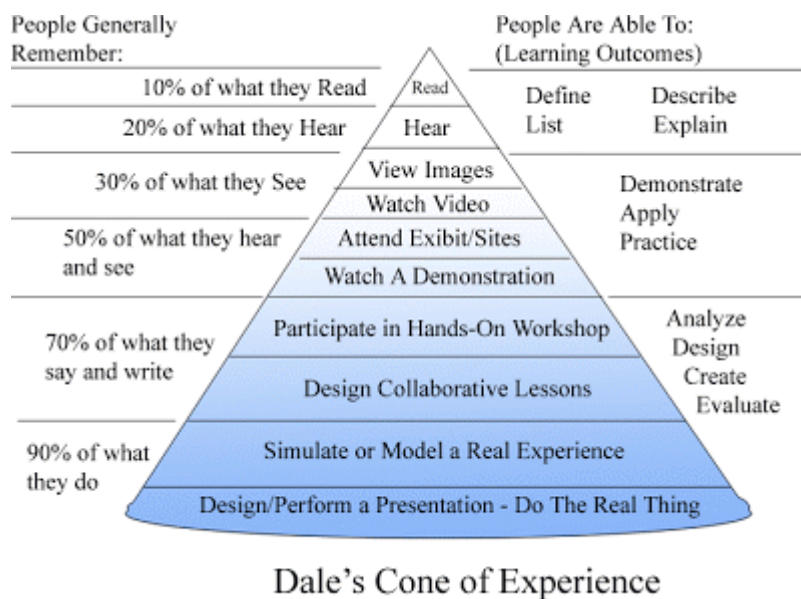 People Generally
Remember:
People Are Able To:
(Learning Outcomes)
10% of what they Read
Read
Define
Describe
List
Explain
20% of what they Hear
Hear
30% of what they See
View Images
Watch Video
Demonstrate
Apply
Practice
50% of what they hear
and see
Attend Exibit/Sites
Watch A Demonstration
70% of what they
say and write
Participate in Hands-On Workshop
Design Collaborative Lessons
Analyze
Design
Create
Evaluate
90% of what
they do
Simulate or Model a Real Experience
Design/Perform a Presentation - Do The Real Thing
Dale's Cone of Experience